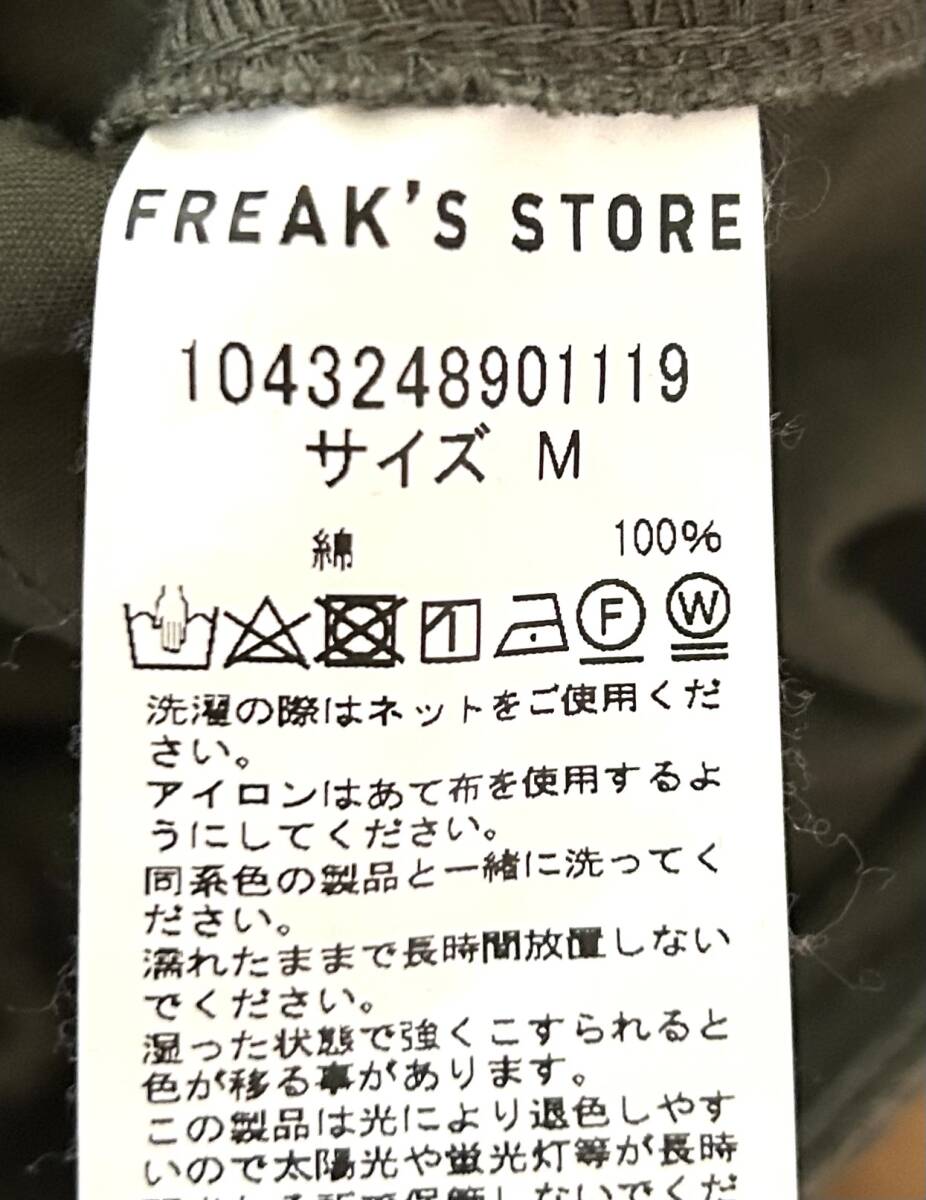 FREAK'S STORE
1043248901119
サイズ M
綿 100%
F W
洗濯の際はネットをご使用くだ
さい。
アイロンはあて布を使用するよ
うにしてください。
同系色の製品と一緒に洗ってく
ださい。
濡れたままで長時間放置しない
でください。
湿った状態で強くこすられると
色が移る事があります。
この製品は光により退色しやす
いので太陽光や蛍光灯等が長時